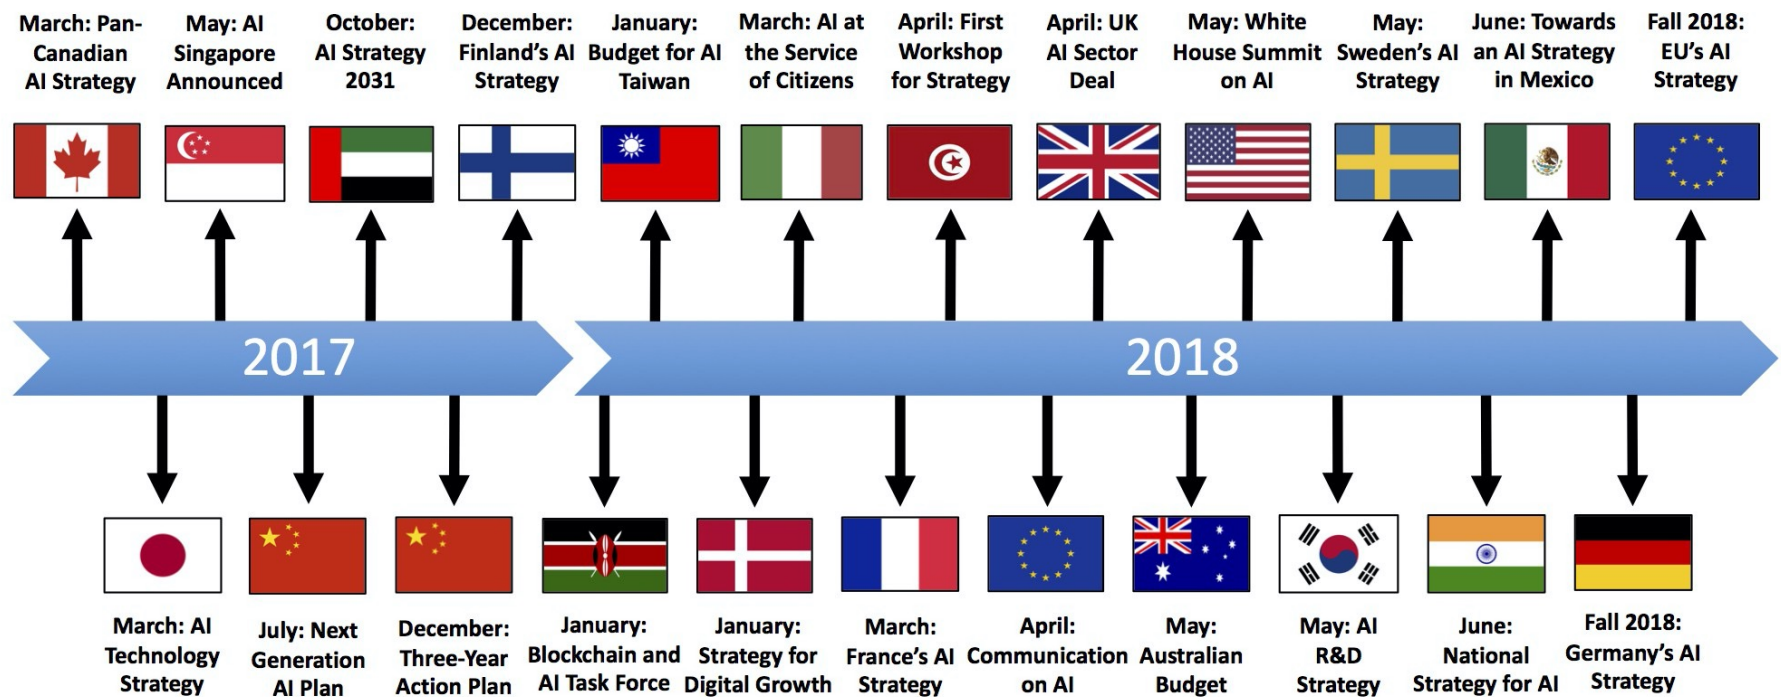 March: Pan-
Canadian
AI Strategy
May: AI
Singapore
Announced
October:
AI Strategy
2031
December:
Finland's AI
Strategy
January:
Budget for AI
Taiwan
March: AI at
the Service
of Citizens
April: First
Workshop
for Strategy
April: UK
AI Sector
Deal
May: White
House Summit
on AI
May:
Sweden's AI
Strategy
June: Towards
an AI Strategy
in Mexico
Fall 2018:
EU's AI
Strategy
2017
2018
March: AI
Technology
Strategy
July: Next
Generation
AI Plan
December:
Three-Year
Action Plan
January:
Blockchain and
AI Task Force
January:
Strategy for
Digital Growth
March:
France's AI
Strategy
April:
Communication
on AI
May:
Australian
Budget
May: AI
R&D
Strategy
June:
National
Strategy for AI
Fall 2018:
Germany's AI
Strategy